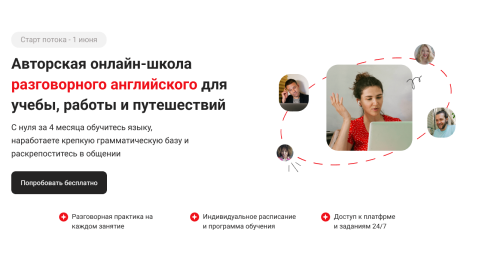 Старт потока - 1 июня
Авторская онлайн-школа
разговорного английского для
учебы, работы и путешествий
С нуля за 4 месяца обучитесь языку,
наработаете крепкую грамматическую базу и
раскрепоститесь в общении
Попробовать бесплатно
Разговорная практика на
каждом занятие
Индивидуальное расписание
и программа обучения
Доступ к платфрме
и заданиям 24/7